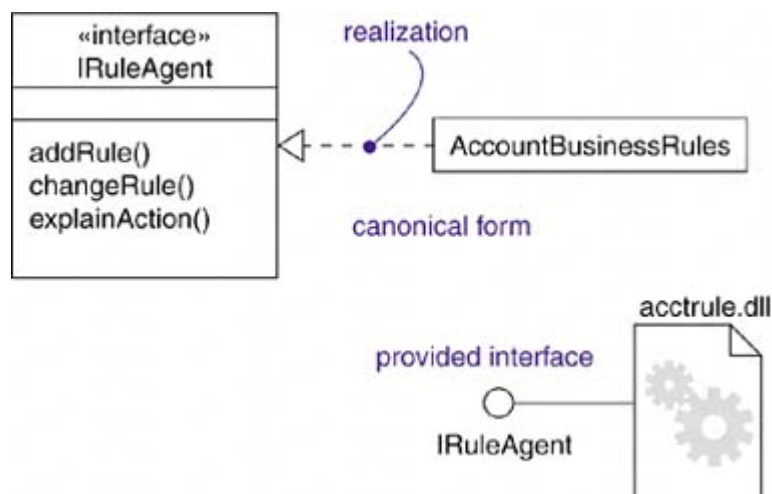 «interface»
IRuleAgent
addRule()
changeRule()
explainAction()
realization
AccountBusinessRules
canonical form
acctrule.dll
provided interface
IRuleAgent